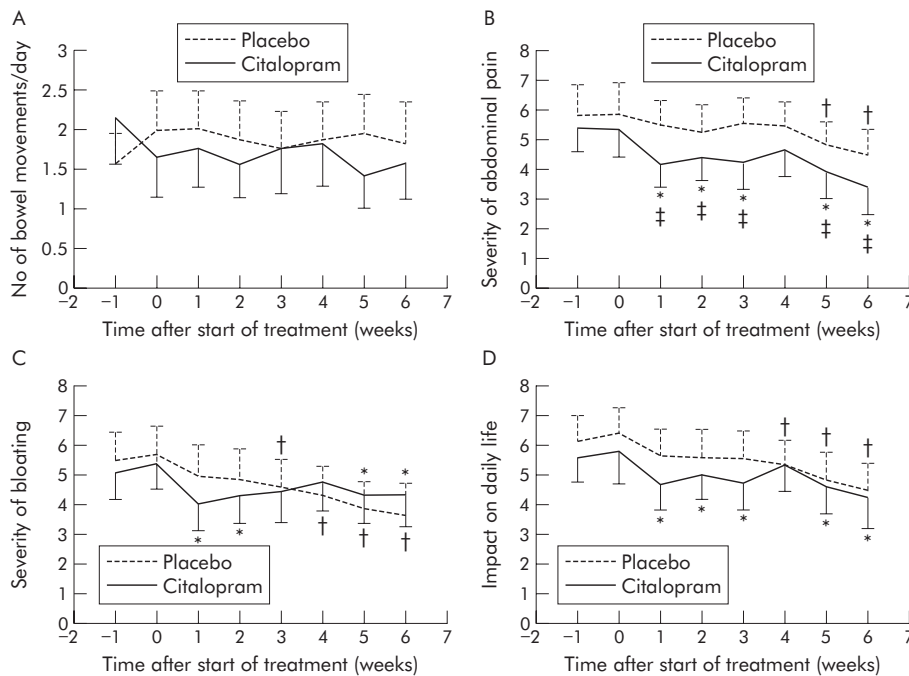 A
Placebo
Citalopram
3
2.5
2
1.5
1
0.5
0
No of bowel movements/day
−2 −1 0 1 2 3 4 5 6 7
Time after start of treatment (weeks)
B
Placebo
Citalopram
8
7
6
5
4
3
2
1
0
Severity of abdominal pain
† †
* * * * *
‡ ‡ ‡ ‡ ‡
−2 −1 0 1 2 3 4 5 6 7
Time after start of treatment (weeks)
C
8
7
6
5
4
3
2
1
0
Severity of bloating
†
* *
* *
† † †
Placebo
Citalopram
−2 −1 0 1 2 3 4 5 6 7
Time after start of treatment (weeks)
D
8
7
6
5
4
3
2
1
0
Impact on daily life
† † †
* * * * *
Placebo
Citalopram
−2 −1 0 1 2 3 4 5 6 7
Time after start of treatment (weeks)